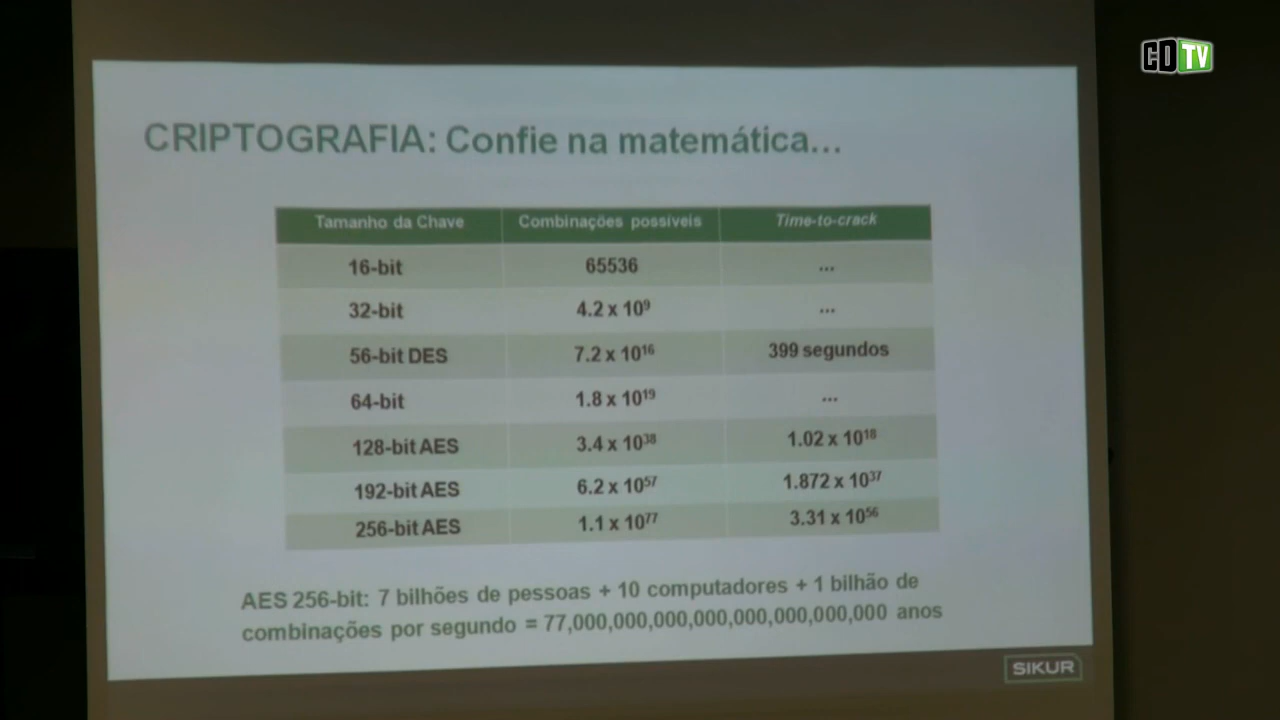 CDTV
CRIPTOGRAFIA: Confie na matemática...
Tamanho da Chave Combinações possíveis Time-to-crack
16-bit 65536 ...
32-bit 4.2 x 10⁹ ...
56-bit DES 7.2 x 10¹⁶ 399 segundos
64-bit 1.8 x 10¹⁹ ...
128-bit AES 3.4 x 10³⁸ 1.02 x 10¹⁸
192-bit AES 6.2 x 10⁵⁷ 1.872 x 10³⁷
256-bit AES 1.1 x 10⁷⁷ 3.31 x 10⁵⁶
AES 256-bit: 7 bilhões de pessoas + 10 computadores + 1 bilhão de
combinações por segundo = 77,000,000,000,000,000,000,000,000 anos
SIKUR